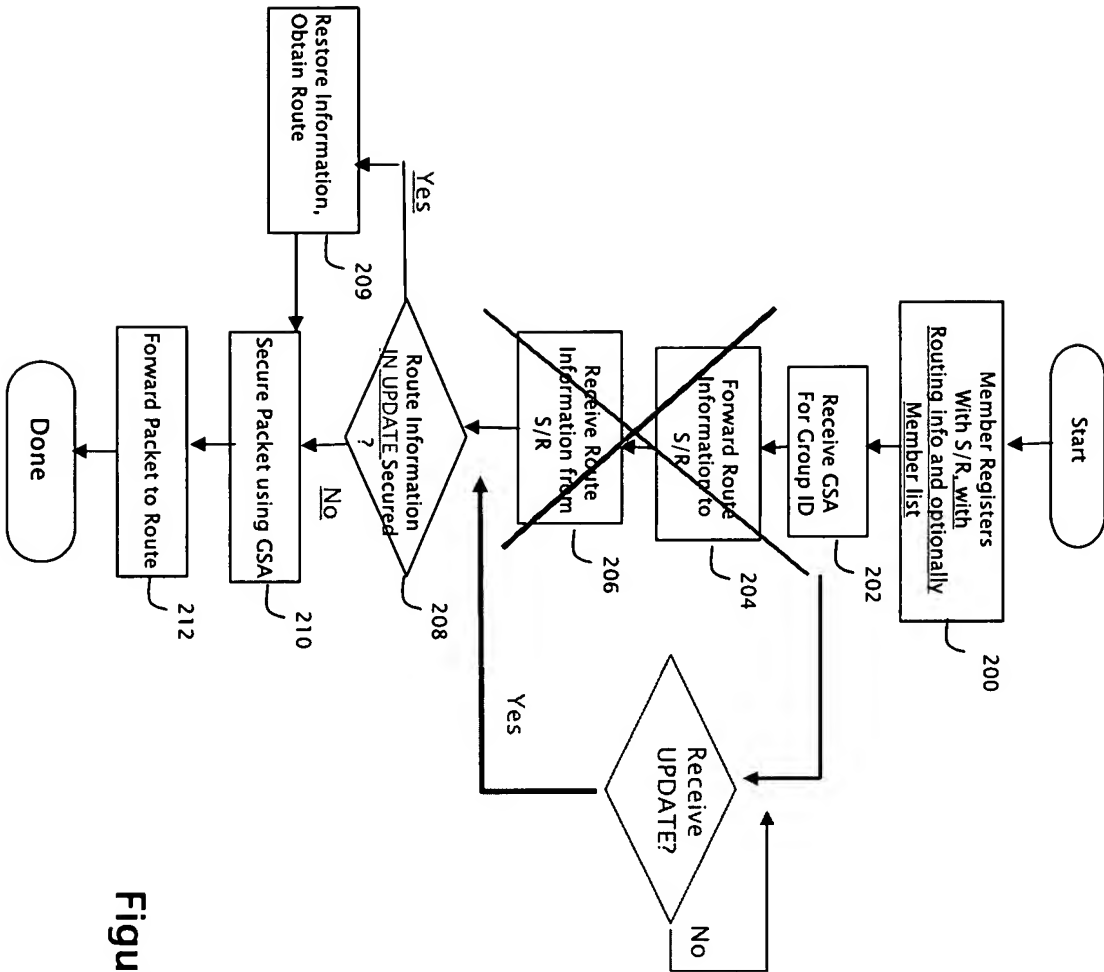 Start
Member Registers
With S/R, with
Routing info and optionally
Member list
200
Receive GSA
For Group ID
202
Forward Route
Information to
S/R
204
Receive Route
Information from
S/R
206
Receive
UPDATE?
No
Yes
Route Information
IN UPDATE Secured
?
208
Yes
No
Restore Information,
Obtain Route
209
Secure Packet using GSA
210
Forward Packet to Route
212
Done
Figu